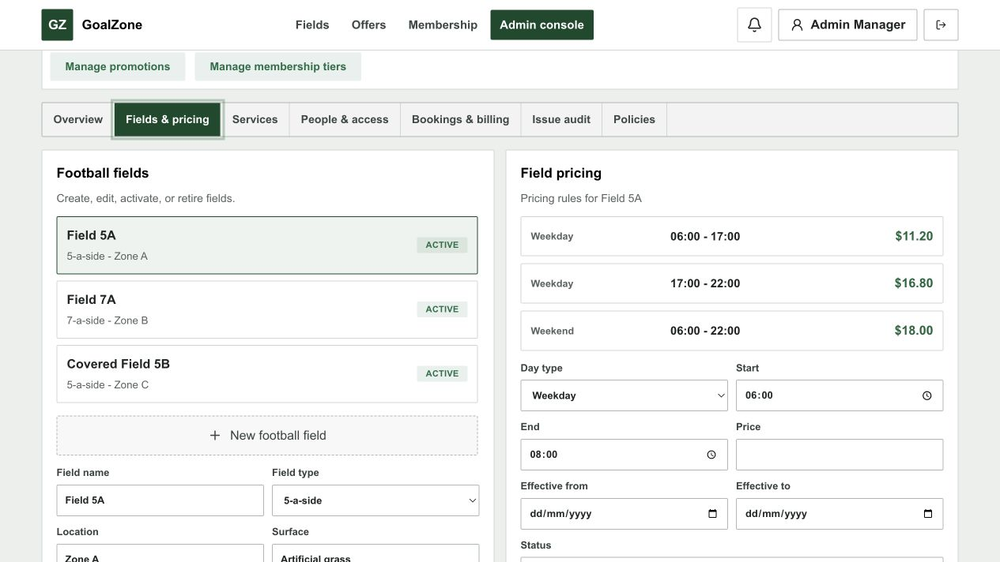 GZ GoalZone Fields Offers Membership Admin console Admin Manager
Manage promotions Manage membership tiers
Overview Fields & pricing Services People & access Bookings & billing Issue audit Policies
Football fields
Create, edit, activate, or retire fields.
Field 5A
5-a-side - Zone A
ACTIVE
Field 7A
7-a-side - Zone B
ACTIVE
Covered Field 5B
5-a-side - Zone C
ACTIVE
+ New football field
Field name Field type
Field 5A 5-a-side
Location Surface
Zone A Artificial grass
Field pricing
Pricing rules for Field 5A
Weekday 06:00 - 17:00 $11.20
Weekday 17:00 - 22:00 $16.80
Weekend 06:00 - 22:00 $18.00
Day type Start
Weekday 06:00
End Price
08:00
Effective from Effective to
dd/mm/yyyy dd/mm/yyyy
Status